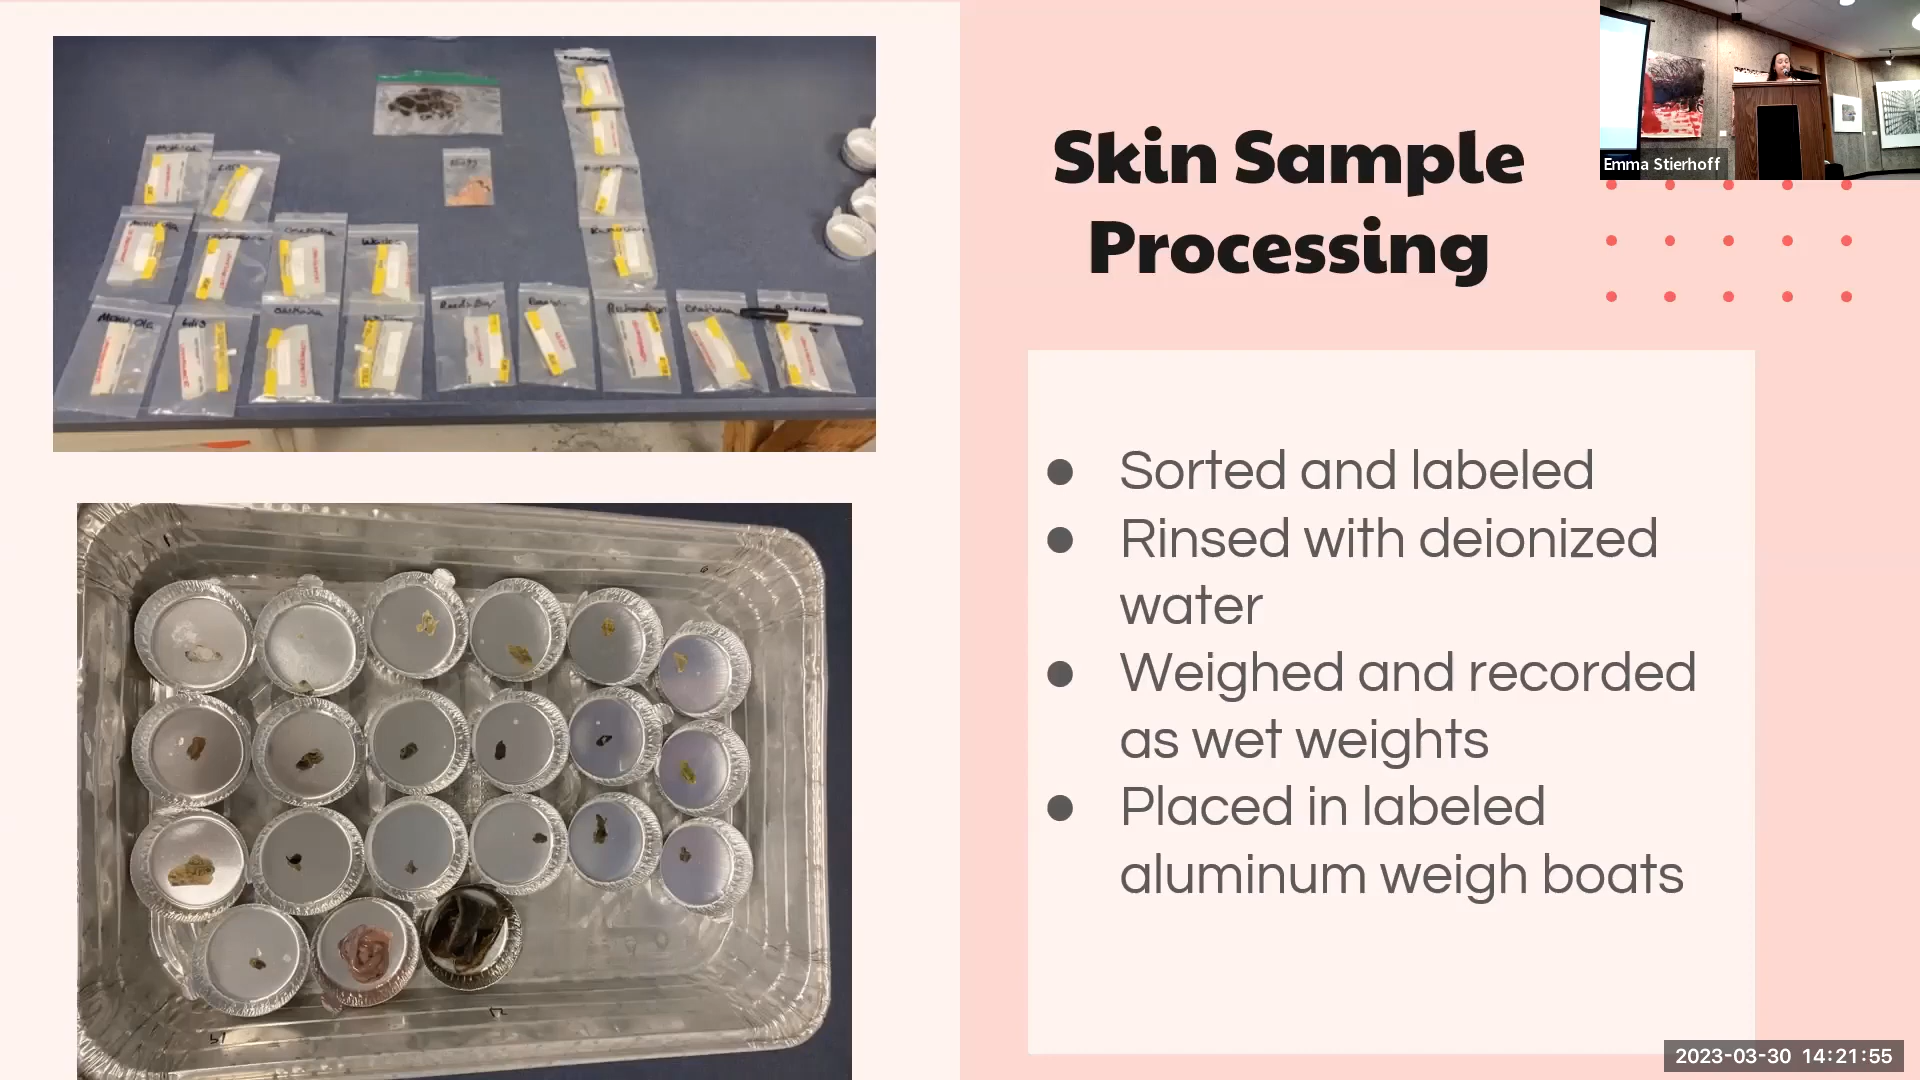 Skin Sample
Processing
Emma Stierhoff
● Sorted and labeled
● Rinsed with deionized
water
● Weighed and recorded
as wet weights
● Placed in labeled
aluminum weigh boats
2023-03-30 14:21:55